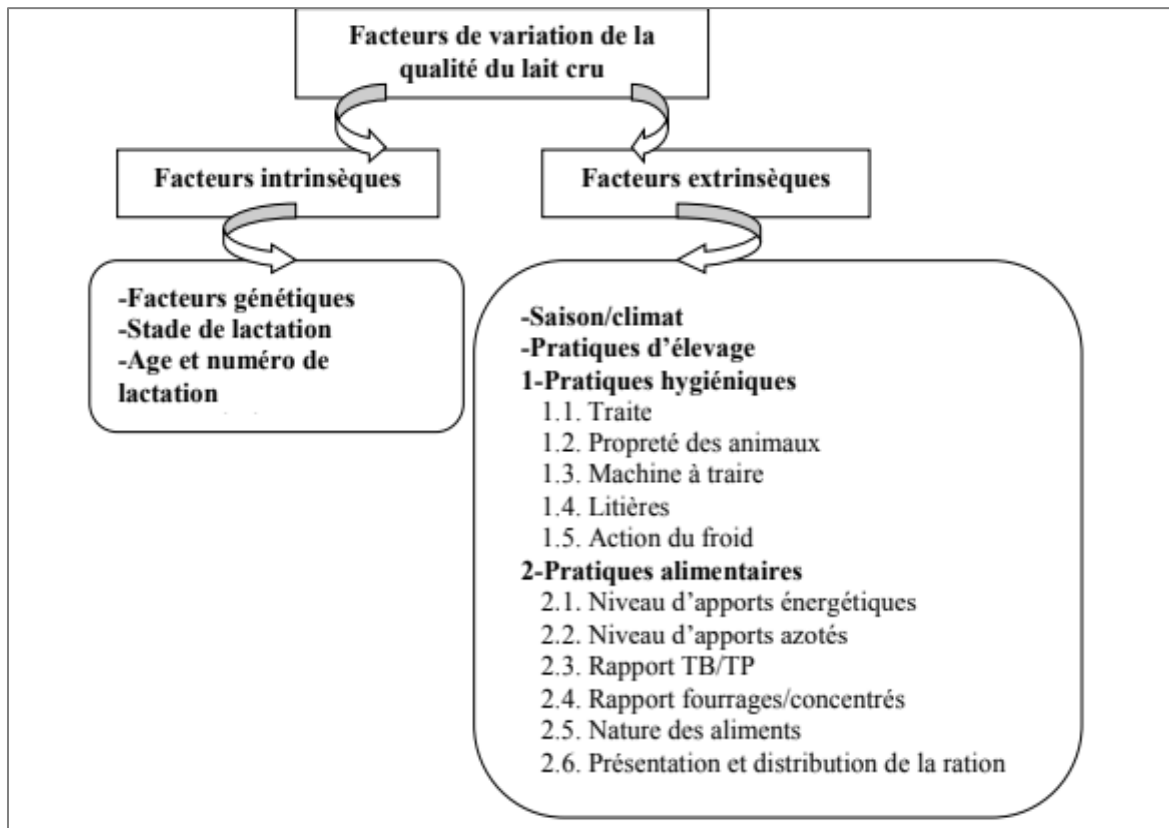 Facteurs de variation de la
qualité du lait cru
Facteurs intrinsèques
Facteurs extrinsèques
-Facteurs génétiques
-Stade de lactation
-Age et numéro de
lactation
-Saison/climat
-Pratiques d’élevage
1-Pratiques hygiéniques
1.1. Traite
1.2. Propreté des animaux
1.3. Machine à traire
1.4. Litières
1.5. Action du froid
2-Pratiques alimentaires
2.1. Niveau d’apports énergétiques
2.2. Niveau d’apports azotés
2.3. Rapport TB/TP
2.4. Rapport fourrages/concentrés
2.5. Nature des aliments
2.6. Présentation et distribution de la ration